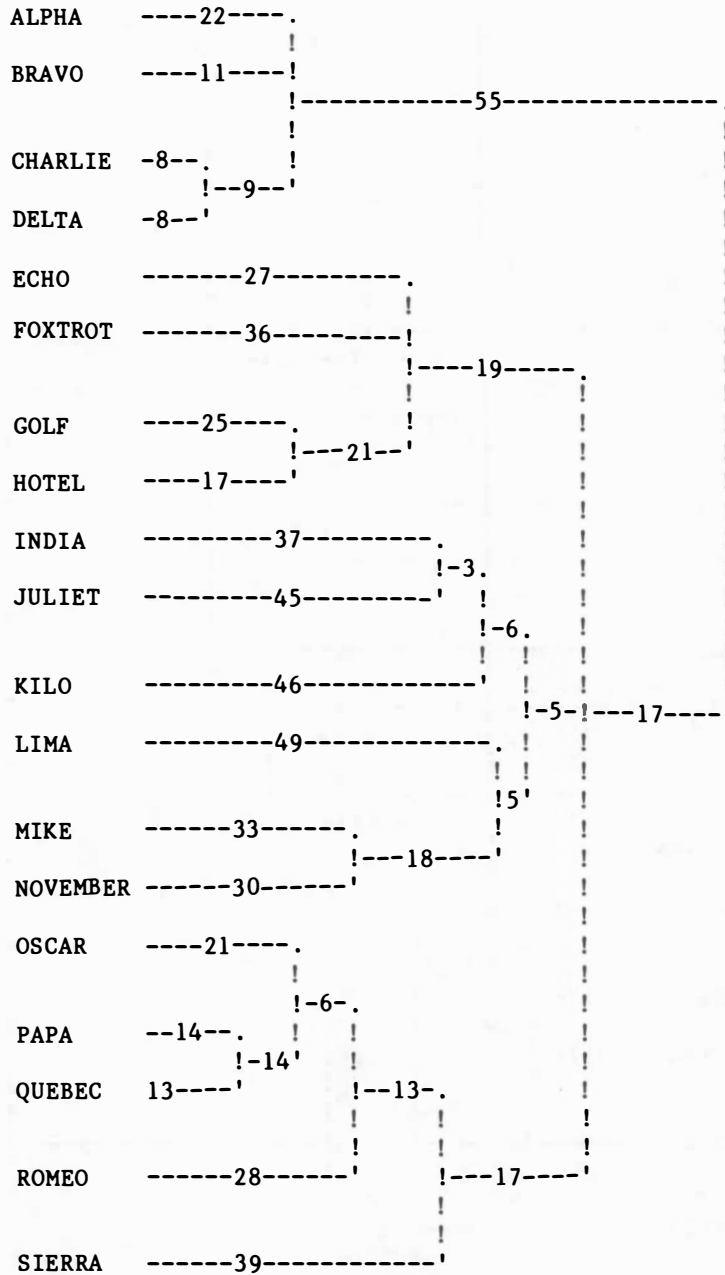 ALPHA ----22----.
!
BRAVO ----11----!
!---------------55---------------.
!
CHARLIE -8--. !
!--9--'
DELTA -8--'
ECHO -------27---------.
!
FOXTROT -------36---------!
!----19-----.
GOLF ----25----. !
!---21--'
HOTEL ----17----'
INDIA ---------37---------.
!-3.
JULIET ---------45---------' !
!-6.
KILO ---------46------------' !
!-5-!---17----
LIMA ---------49-------------. !
!5'
MIKE ------33------. !
!---18----'
NOVEMBER ------30------'
OSCAR ----21----.
!
!-6-.
PAPA --14--. !
!-14'
QUEBEC 13----' !--13-.
!
ROMEO ------28------' !---17----'
!
SIERRA ------39------------'